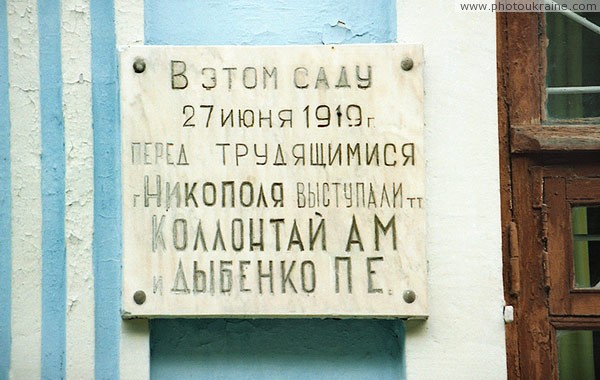 © www.photoukraine.com
В ЭТОМ САДУ
27 ИЮНЯ 1919 г.
ПЕРЕД ТРУДЯЩИМИСЯ
г НИКОПОЛЯ ВЫСТУПАЛИ тт
КОЛЛОНТАЙ А М
И ДЫБЕНКО П Е.